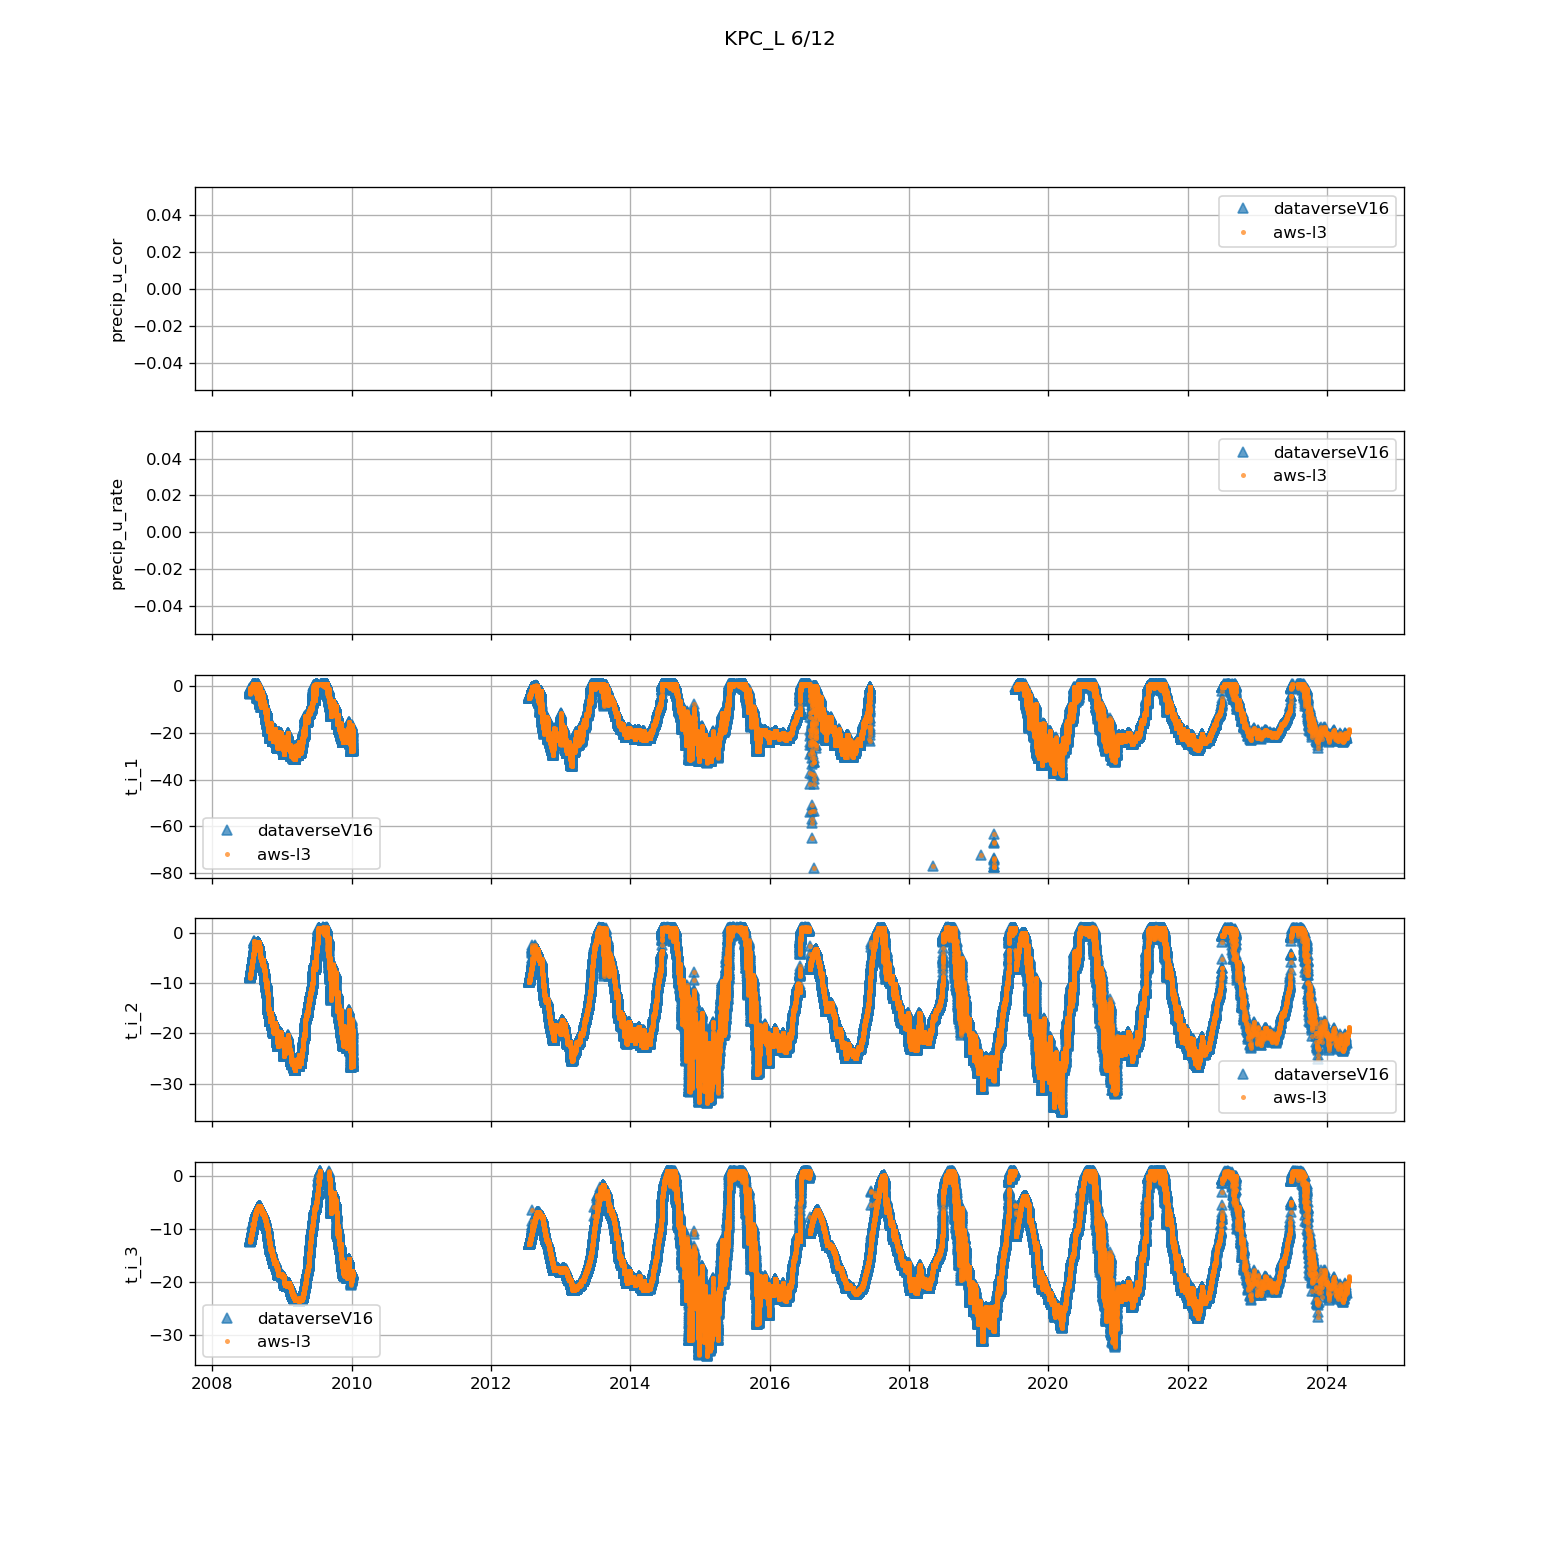 KPC_L 6/12
precip_u_cor
0.04
0.02
0.00
−0.02
−0.04
dataverseV16
aws-l3
precip_u_rate
0.04
0.02
0.00
−0.02
−0.04
dataverseV16
aws-l3
t_i_1
0
−20
−40
−60
−80
dataverseV16
aws-l3
t_i_2
0
−10
−20
−30
dataverseV16
aws-l3
t_i_3
0
−10
−20
−30
dataverseV16
aws-l3
2008 2010 2012 2014 2016 2018 2020 2022 2024